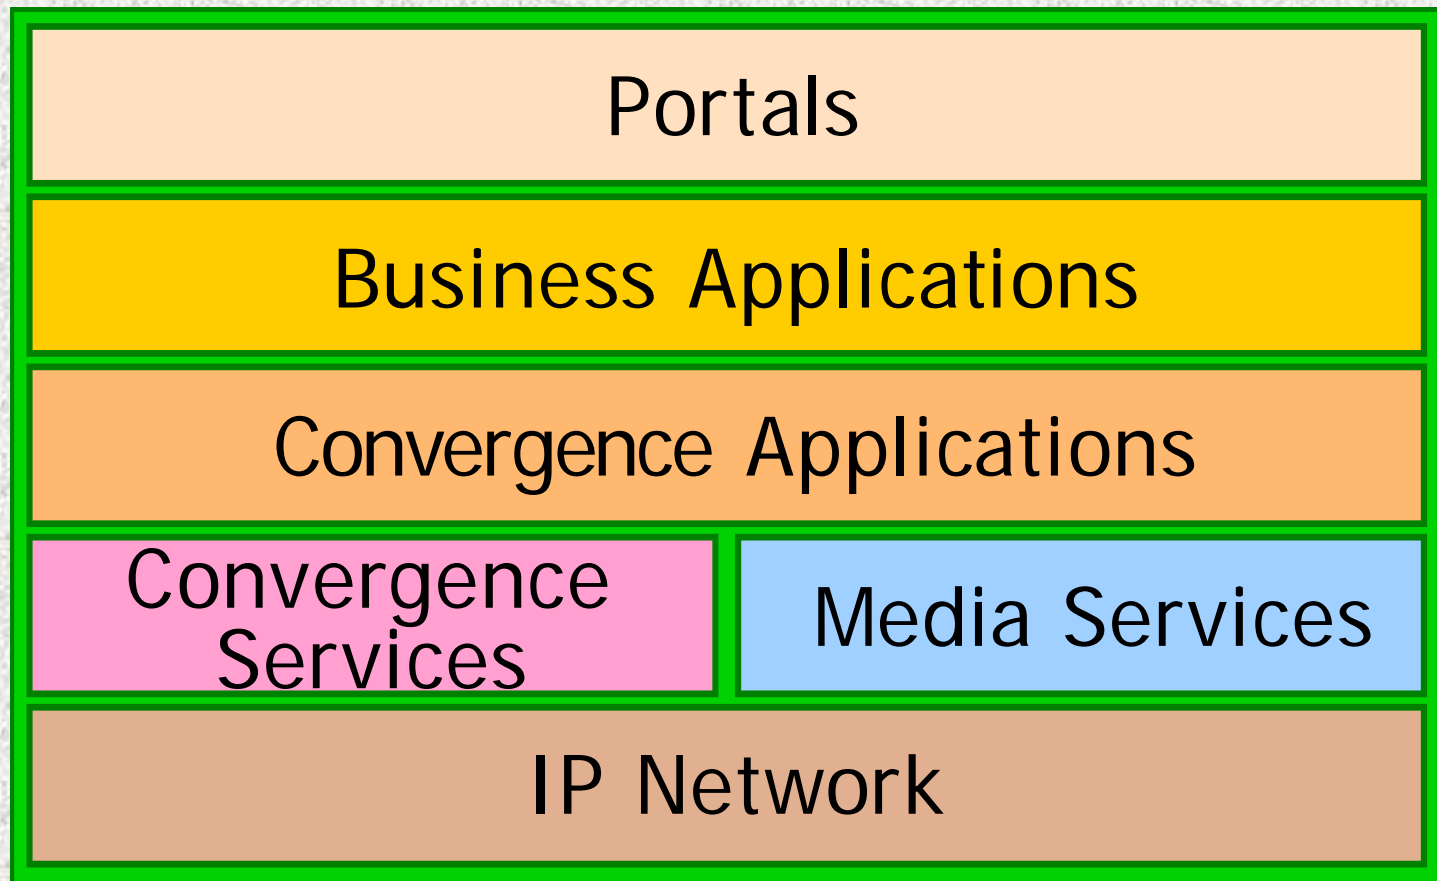 Portals
Business Applications
Convergence Applications
Convergence
Services
Media Services
IP Network